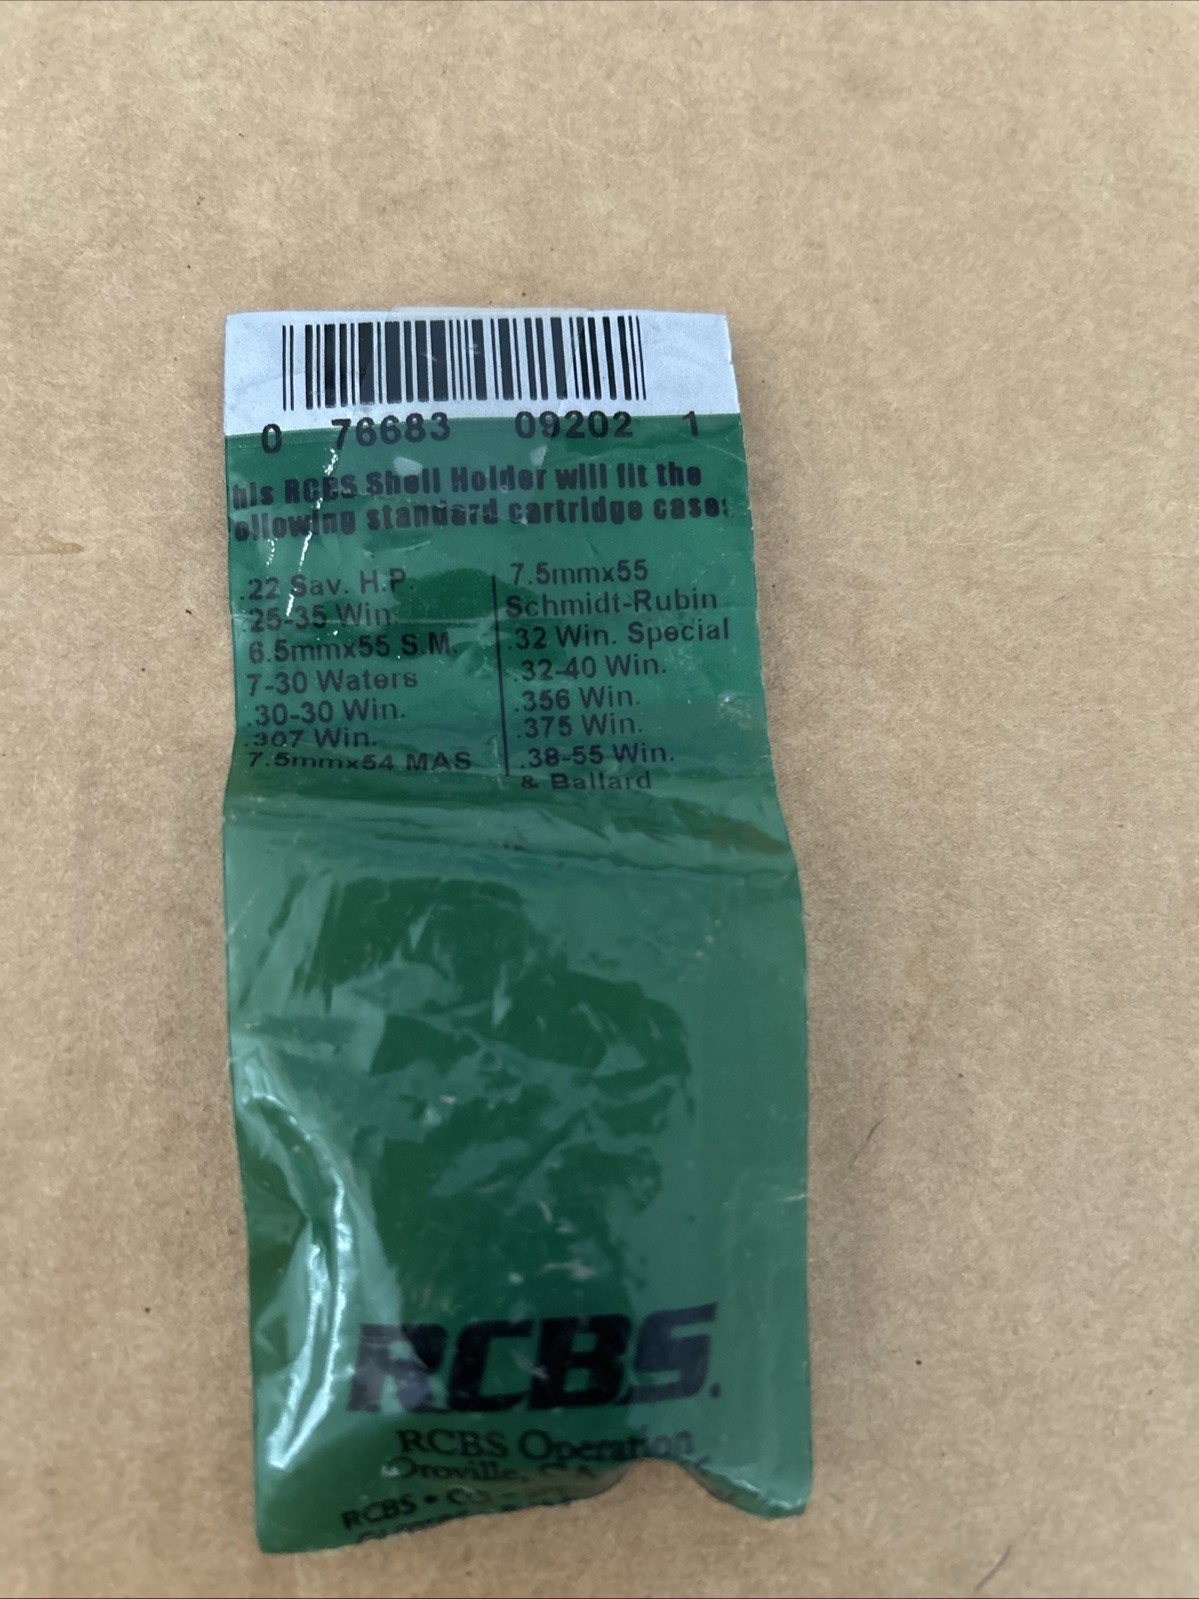 0 76683 09202 1
his RCBS Shell Holder will fit the
ollowing standard cartridge cases
.22 Sav. H.P.
.25-35 Win.
6.5mmx55 S.M.
7-30 Waters
.30-30 Win.
.307 Win.
7.5mmx54 MAS
7.5mmx55
Schmidt-Rubin
.32 Win. Special
.32-40 Win.
.356 Win.
.375 Win.
.38-55 Win.
& Ballard
RCBS.
RCBS Operation
Oroville, CA
RCBS •